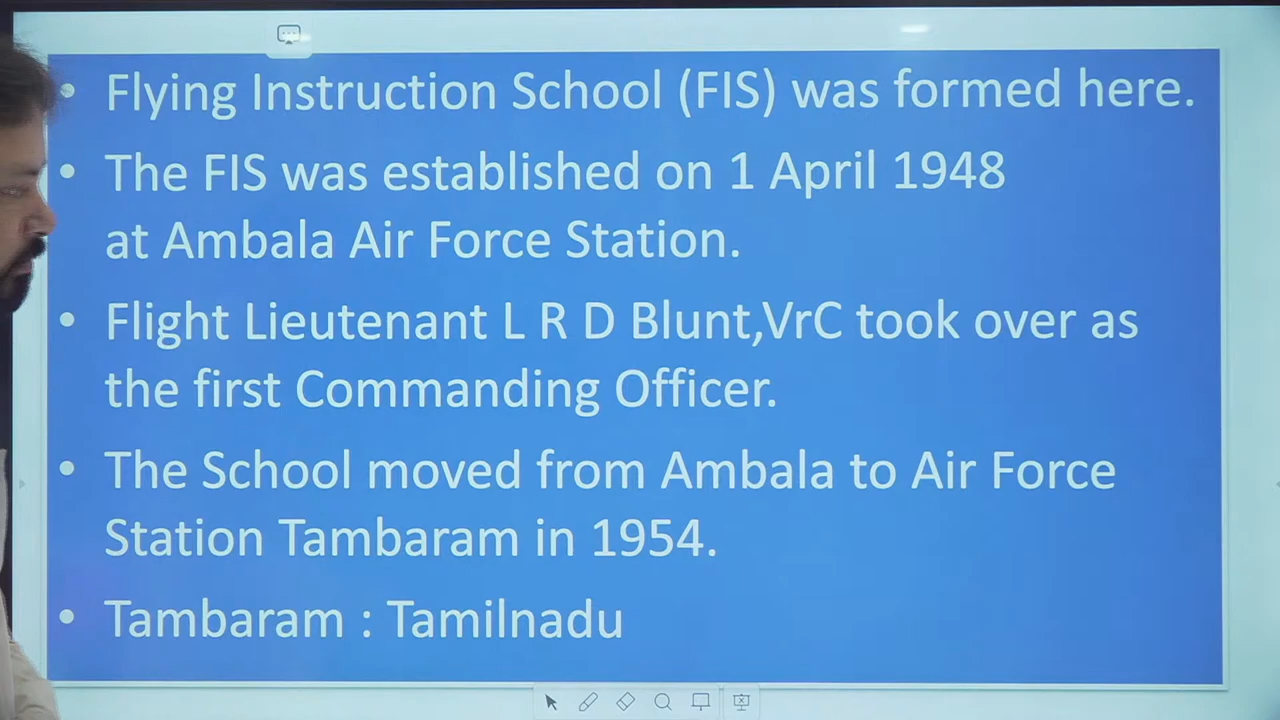 • Flying Instruction School (FIS) was formed here.
• The FIS was established on 1 April 1948
at Ambala Air Force Station.
• Flight Lieutenant L R D Blunt,VrC took over as
the first Commanding Officer.
• The School moved from Ambala to Air Force
Station Tambaram in 1954.
• Tambaram : Tamilnadu